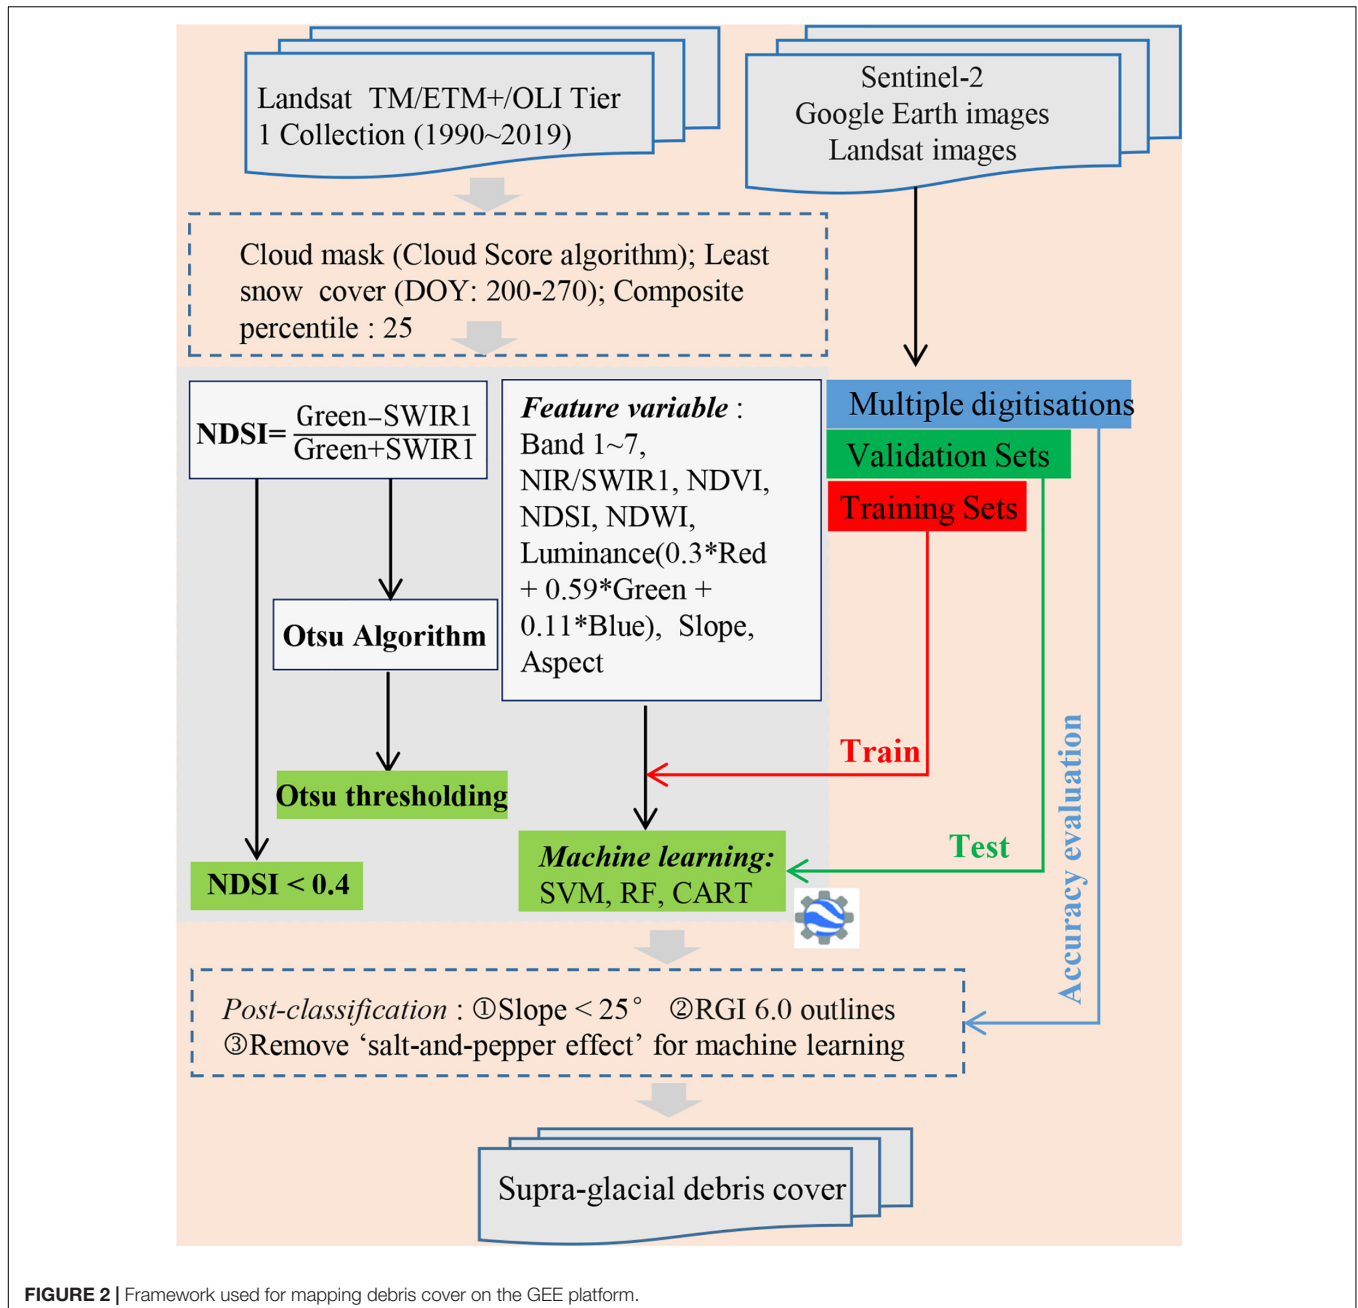 Landsat TM/ETM+/OLI Tier
1 Collection (1990~2019)
Sentinel-2
Google Earth images
Landsat images
Cloud mask (Cloud Score algorithm); Least
snow cover (DOY: 200-270); Composite
percentile : 25
NDSI= Green−SWIR1
Green+SWIR1
Otsu Algorithm
Otsu thresholding
NDSI < 0.4
Feature variable :
Band 1~7,
NIR/SWIR1, NDVI,
NDSI, NDWI,
Luminance(0.3*Red
+ 0.59*Green +
0.11*Blue), Slope,
Aspect
Multiple digitisations
Validation Sets
Training Sets
Train
Test
Accuracy evaluation
Machine learning:
SVM, RF, CART
Post-classification : ①Slope < 25° ②RGI 6.0 outlines
③Remove ‘salt-and-pepper effect’ for machine learning
Supra-glacial debris cover
FIGURE 2 | Framework used for mapping debris cover on the GEE platform.